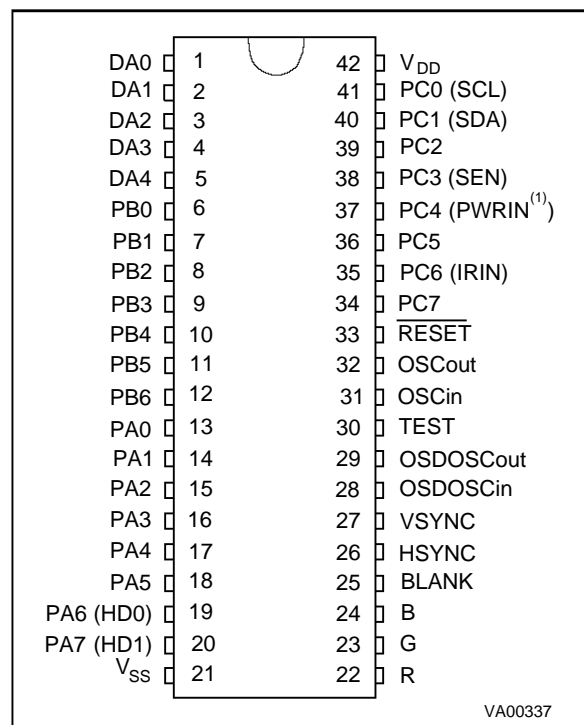 DA0 1 42 VDD
DA1 2 41 PC0 (SCL)
DA2 3 40 PC1 (SDA)
DA3 4 39 PC2
DA4 5 38 PC3 (SEN)
PB0 6 37 PC4 (PWRIN(1))
PB1 7 36 PC5
PB2 8 35 PC6 (IRIN)
PB3 9 34 PC7
PB4 10 33 RESET
PB5 11 32 OSCout
PB6 12 31 OSCin
PA0 13 30 TEST
PA1 14 29 OSDOSCout
PA2 15 28 OSDOSCin
PA3 16 27 VSYNC
PA4 17 26 HSYNC
PA5 18 25 BLANK
PA6 (HD0) 19 24 B
PA7 (HD1) 20 23 G
VSS 21 22 R
VA00337